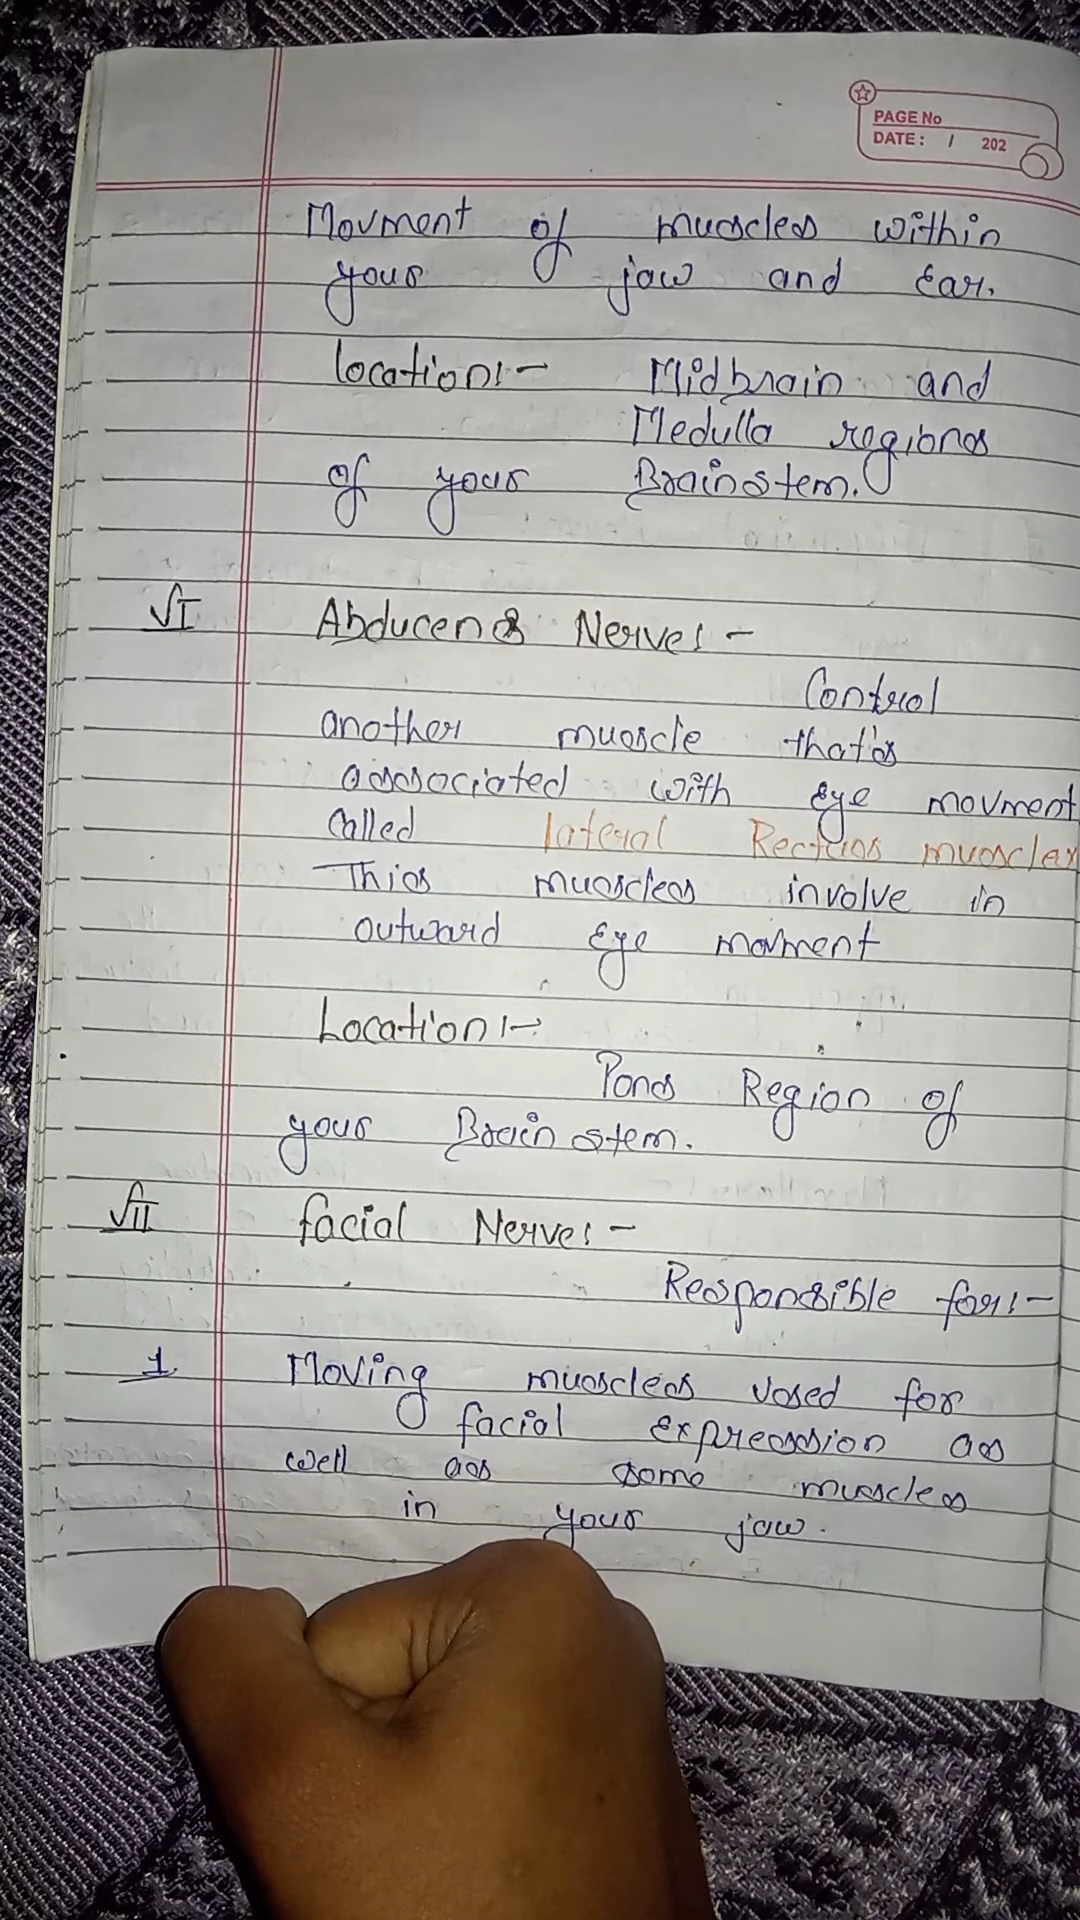 PAGE No
DATE: / 202
Movment of muscles within
your jaw and Ear.
location:-
Midbrain and
Medulla regions
of your Brainstem.
VI Abducens Nerve:-
Control
another muscle that's
associated with Eye movment
Called lateral Rectus muscles
This muscles involve in
outward Eye movment
Location:-
Pons Region of
your Brain stem.
VII facial Nerve:-
Responsible for:-
1. Moving muscles used for
facial expression as
well as some muscles
in your jaw.